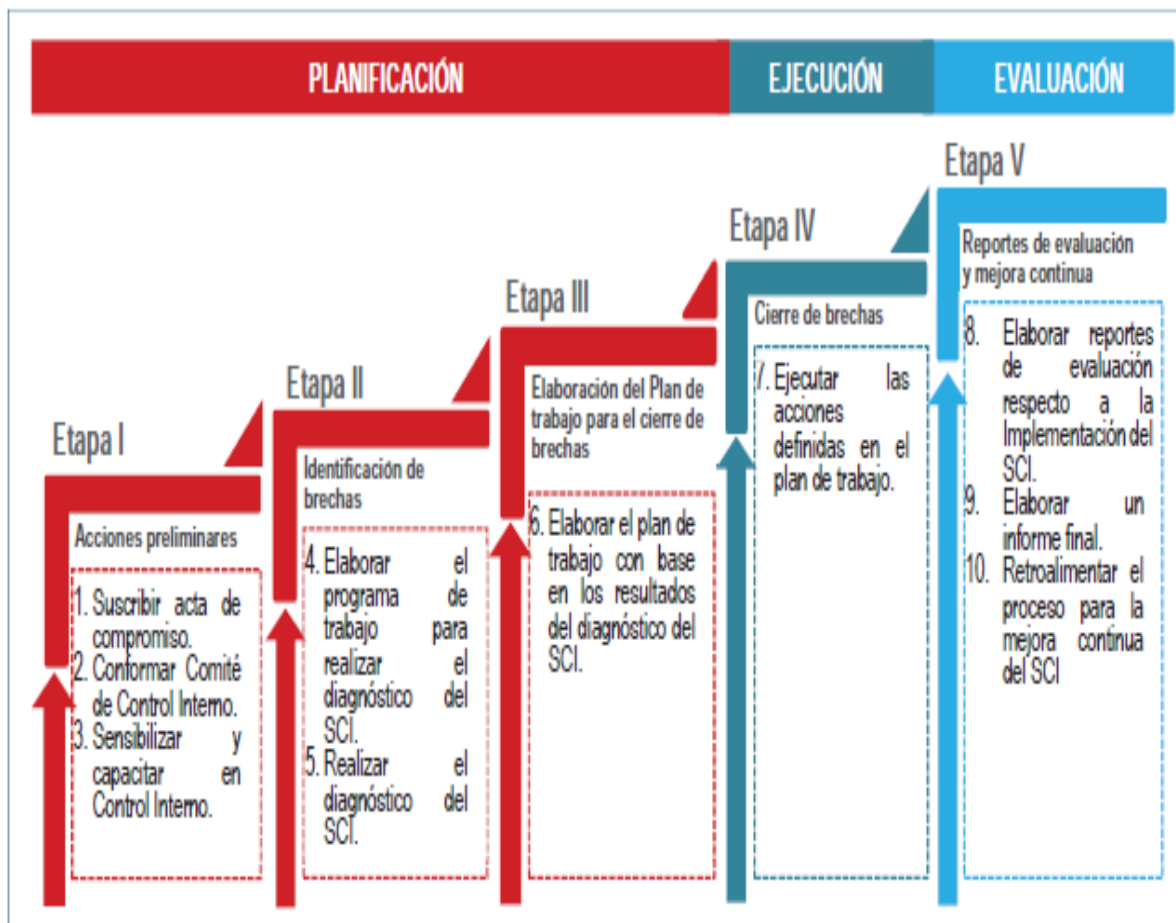 PLANIFICACIÓN
EJECUCIÓN
EVALUACIÓN
Etapa I
Acciones preliminares
1. Suscribir acta de
compromiso.
2. Conformar Comité
de Control Interno.
3. Sensibilizar y
capacitar en
Control Interno.
Etapa II
Identificación de
brechas
4. Elaborar el
programa de
trabajo para
realizar el
diagnóstico del
SCI.
5. Realizar el
diagnóstico del
SCI.
Etapa III
Elaboración del Plan de
trabajo para el cierre de
brechas
6. Elaborar el plan de
trabajo con base
en los resultados
del diagnóstico del
SCI.
Etapa IV
Cierre de brechas
7. Ejecutar las
acciones
definidas en el
plan de trabajo.
Etapa V
Reportes de evaluación
y mejora continua
8. Elaborar reportes
de evaluación
respecto a la
Implementación del
SCI.
9. Elaborar un
informe final.
10. Retroalimentar el
proceso para la
mejora continua
del SCI